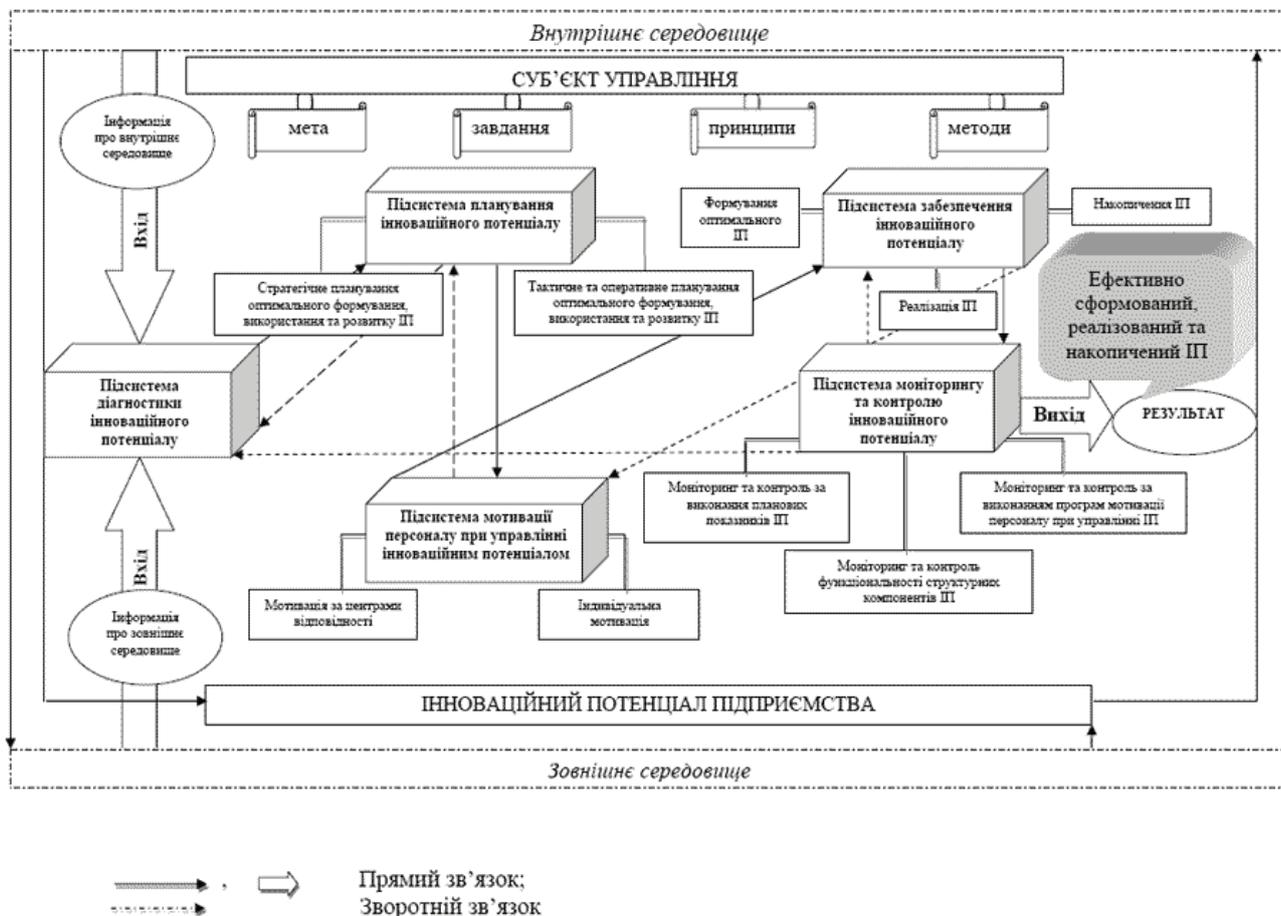 Внутрішнє середовище
СУБ’ЄКТ УПРАВЛІННЯ
мета
завдання
принципи
методи
Інформація
про внутрішнє
середовище
Вхід
Підсистема планування
інноваційного потенціалу
Стратегічне планування
оптимального формування,
використання та розвитку ІП
Тактичне та оперативне планування
оптимального формування,
використання та розвитку ІП
Формування
оптимального
ІП
Підсистема забезпечення
інноваційного
потенціалу
Накопичення ІП
Реалізація ІП
Ефективно
сформований,
реалізований та
накопичений ІП
Підсистема
діагностики
інноваційного
потенціалу
Підсистема моніторингу
та контролю
інноваційного
потенціалу
Вихід
РЕЗУЛЬТАТ
Моніторинг та контроль за
виконання планових
показників ІП
Моніторинг та контроль за
виконанням програм мотивації
персоналу при управлінні ІП
Моніторинг та контроль
функціональності структурних
компонентів ІП
Підсистема мотивації
персоналу при управлінні
інноваційним потенціалом
Мотивація за центрами
відповідності
Індивідуальна
мотивація
Вхід
Інформація
про зовнішнє
середовище
ІННОВАЦІЙНИЙ ПОТЕНЦІАЛ ПІДПРИЄМСТВА
Зовнішнє середовище
, Прямий зв’язок;
Зворотній зв’язок